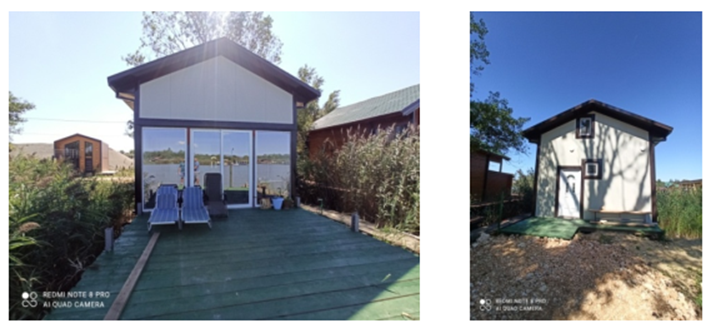 REDMI NOTE 8 PRO
AI QUAD CAMERA
REDMI NOTE 8 PRO
AI QUAD CAMERA